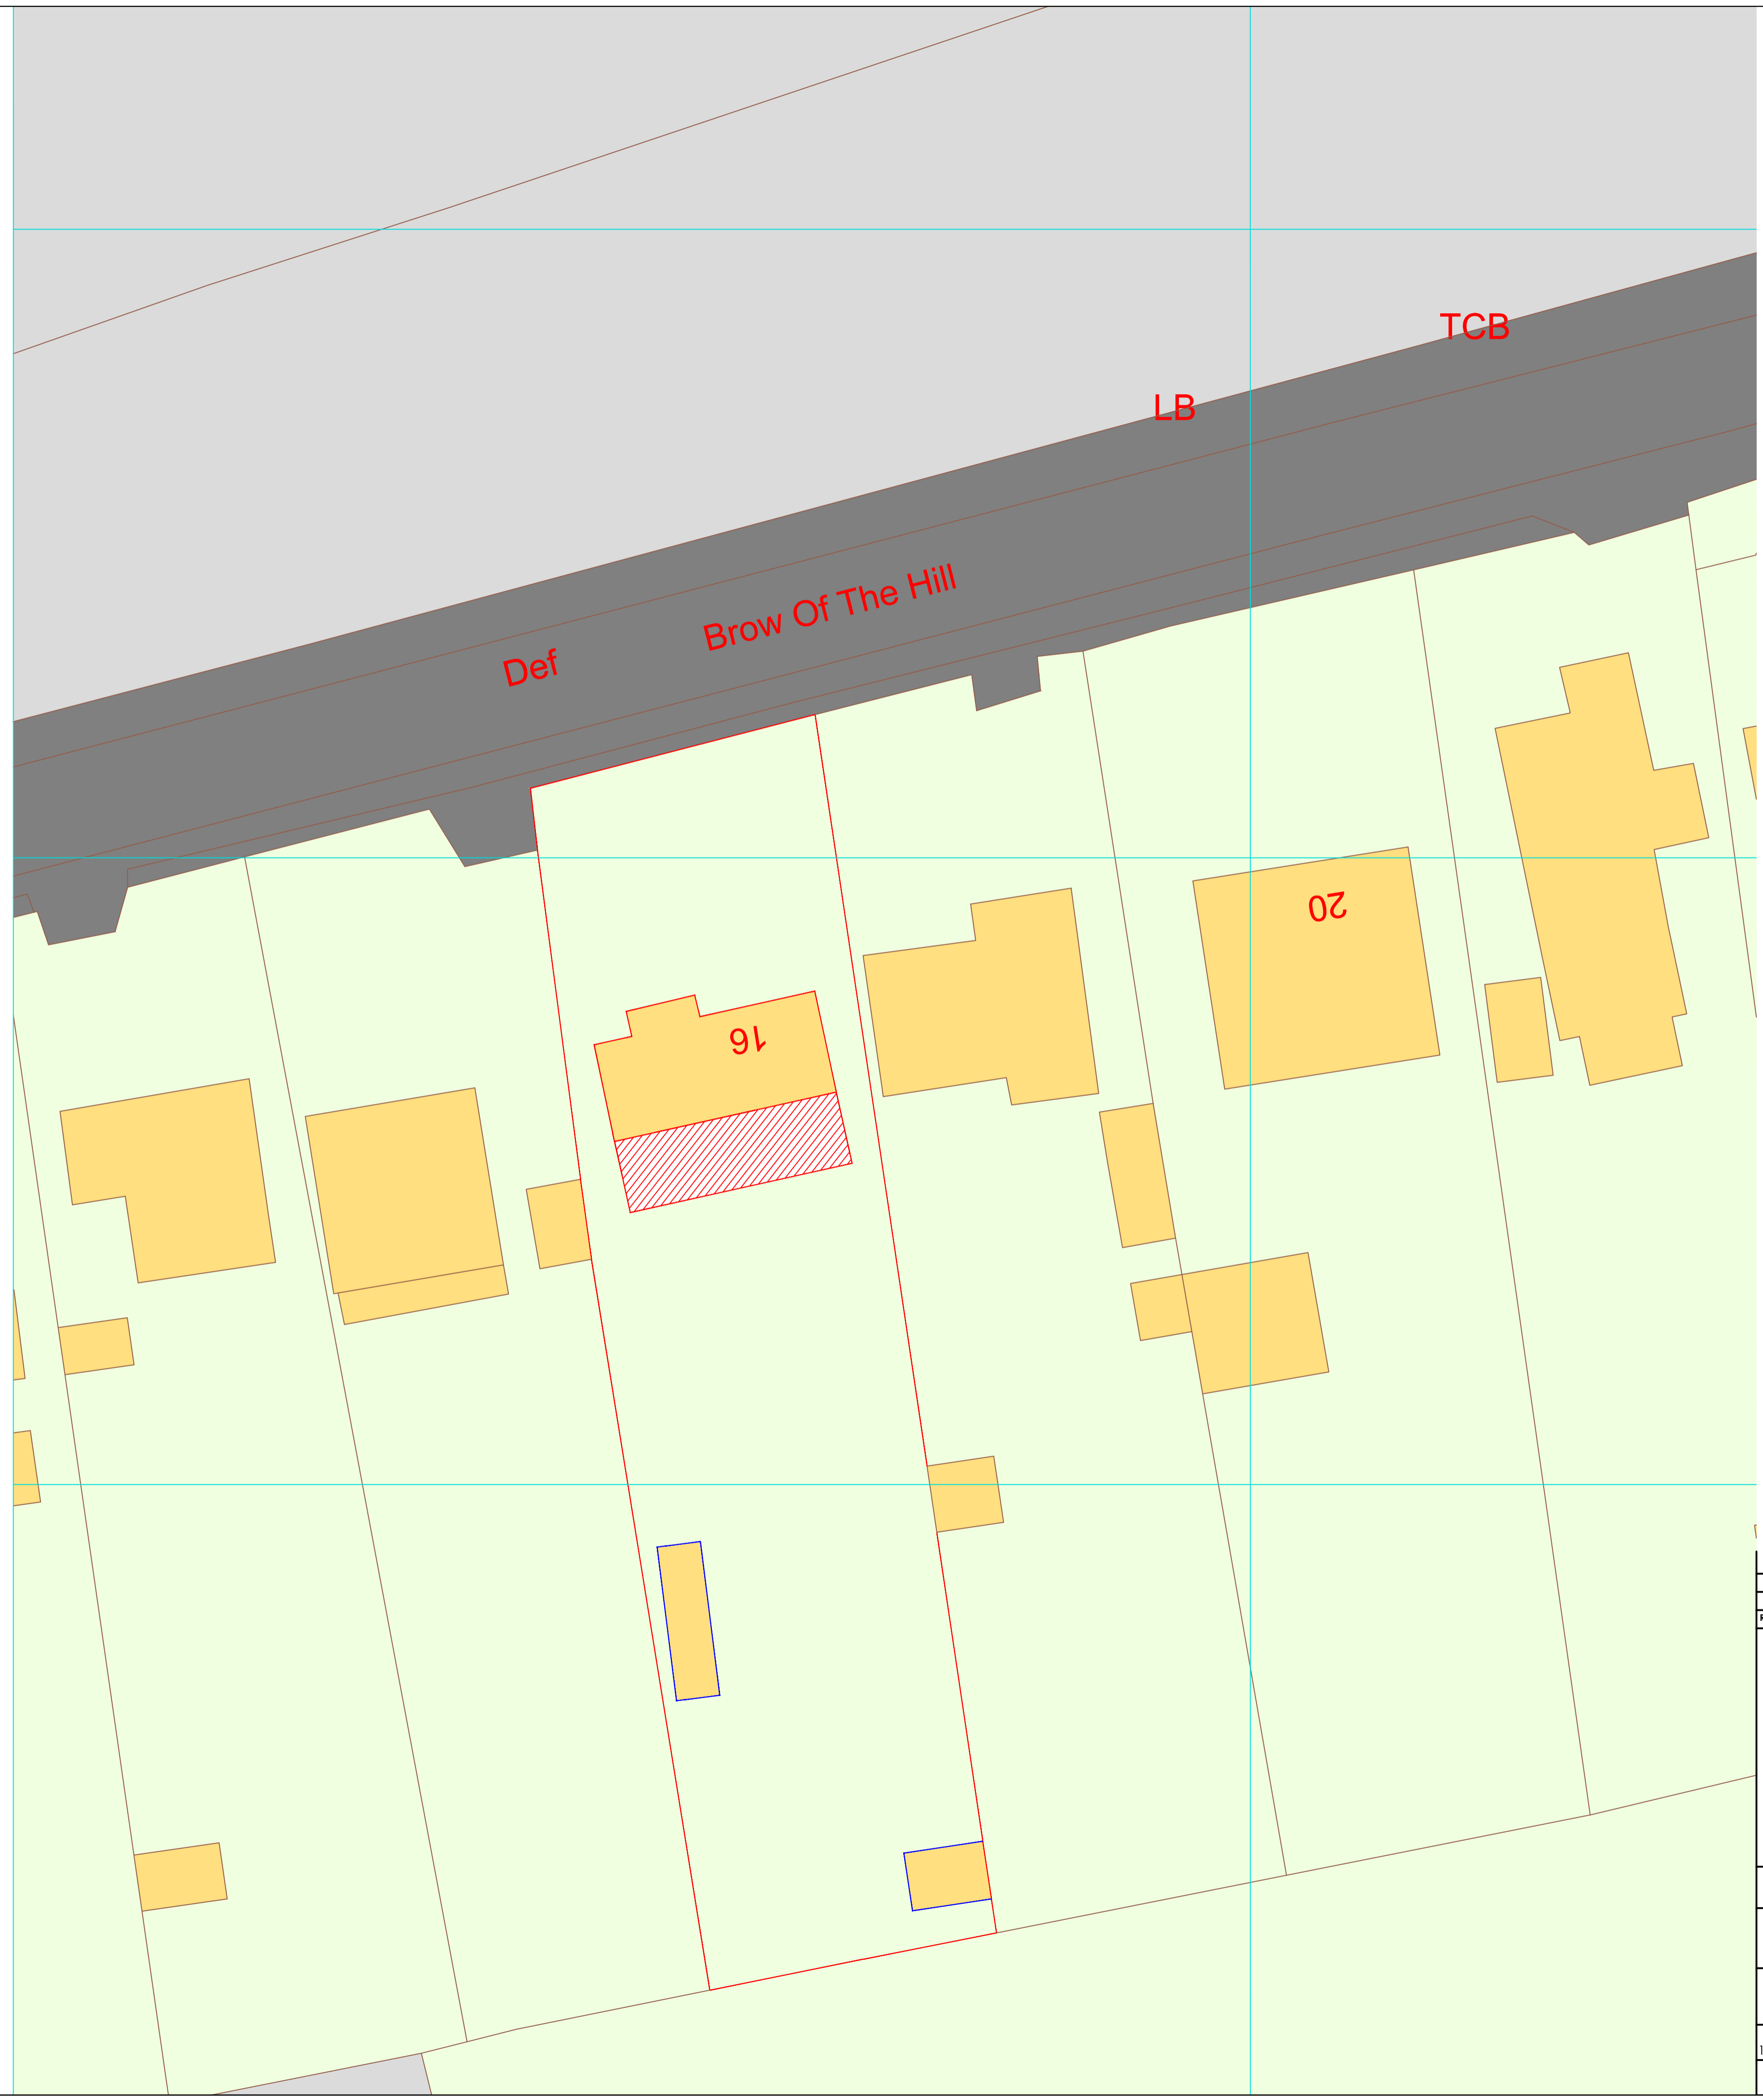 TCB
LB
Brow Of The Hill
Def
20
16